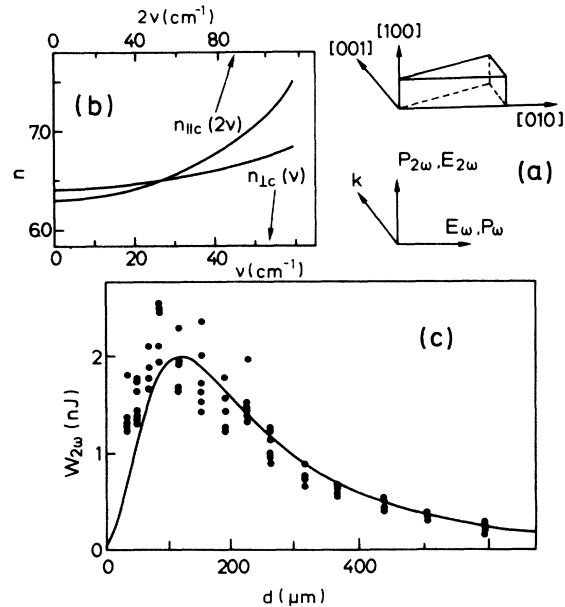 2ν(cm⁻¹)
0 40 80
n
7.0
6.0
(b)
n∥c (2ν)
n⊥c (ν)
0 20 40
ν(cm⁻¹)
[100]
[001]
[010]
(a)
P2ω,E2ω
k
Eω,Pω
(c)
W2ω (nJ)
2
1
0
0 200 400
d (μm)